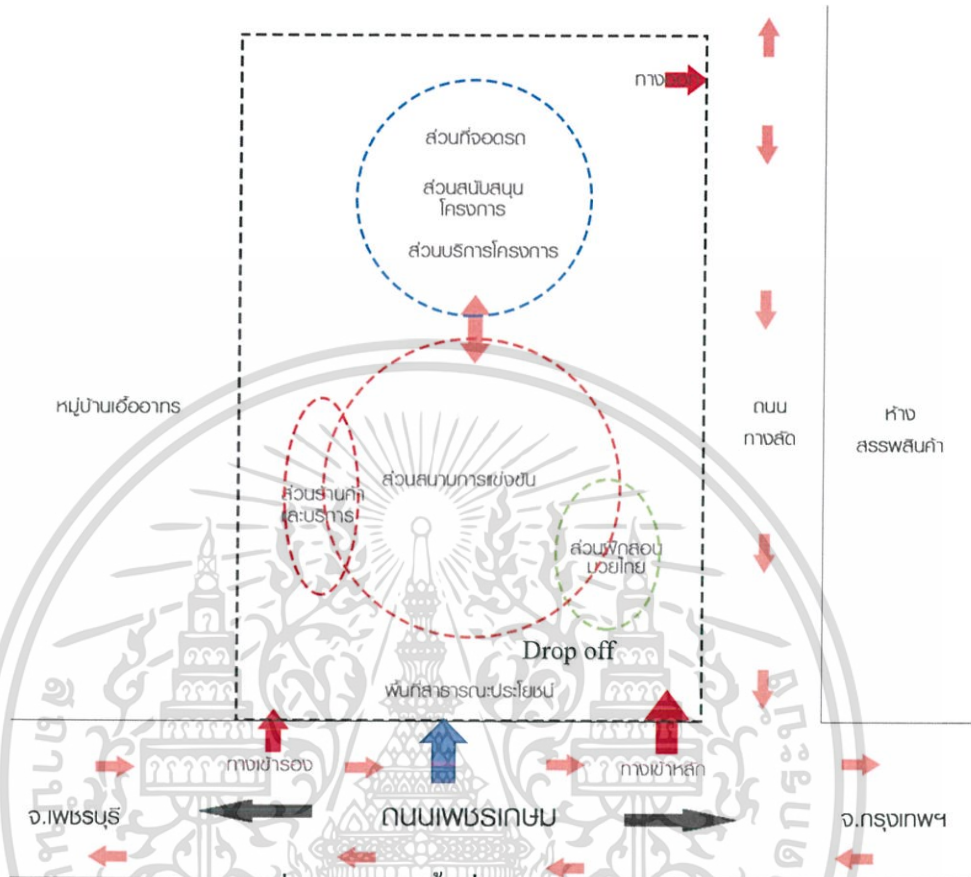 ทาง
ส่วนที่จอดรถ
ส่วนสนับสนุน
โครงการ
ส่วนบริการโครงการ
หมู่บ้านเอื้ออาทร
ถนน
ทางลัด
ห้าง
สรรพสินค้า
ส่วนสนามการแข่งขัน
ส่วนร้านค้า
และบริการ
ส่วนฝึกสอน
มวยไทย
Drop off
พื้นที่สาธารณะประโยชน์
ทางเข้ารอง
ทางเข้าหลัก
จ.เพชรบุรี
ถนนเพชรเกษม
จ.กรุงเทพฯ